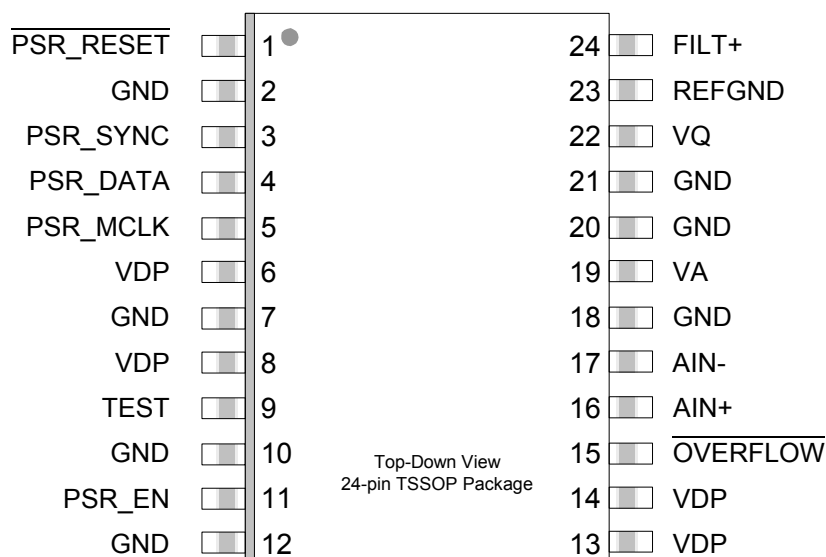 PSR_RESET 1 24 FILT+
GND 2 23 REFGND
PSR_SYNC 3 22 VQ
PSR_DATA 4 21 GND
PSR_MCLK 5 20 GND
VDP 6 19 VA
GND 7 18 GND
VDP 8 17 AIN-
TEST 9 16 AIN+
GND 10 15 OVERFLOW
Top-Down View
24-pin TSSOP Package
PSR_EN 11 14 VDP
GND 12 13 VDP